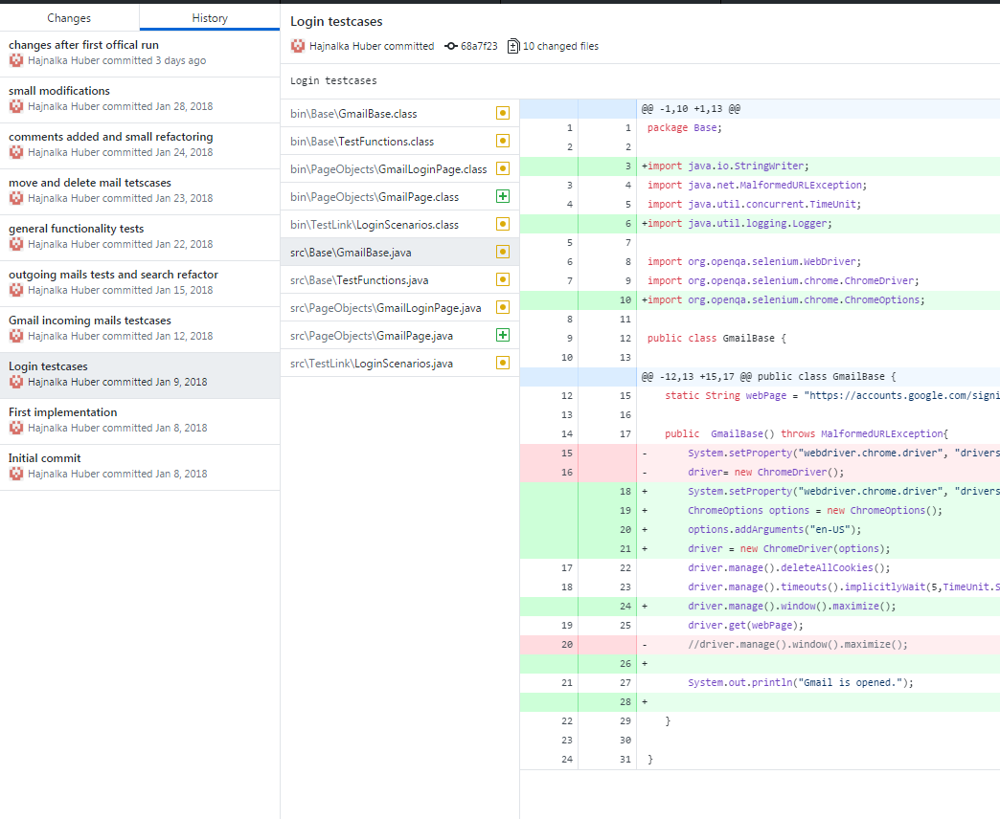 Changes
History
changes after first offical run
Hajnalka Huber committed 3 days ago
small modifications
Hajnalka Huber committed Jan 28, 2018
comments added and small refactoring
Hajnalka Huber committed Jan 24, 2018
move and delete mail tetscases
Hajnalka Huber committed Jan 23, 2018
general functionality tests
Hajnalka Huber committed Jan 22, 2018
outgoing mails tests and search refactor
Hajnalka Huber committed Jan 15, 2018
Gmail incoming mails testcases
Hajnalka Huber committed Jan 12, 2018
Login testcases
Hajnalka Huber committed Jan 9, 2018
First implementation
Hajnalka Huber committed Jan 8, 2018
Initial commit
Hajnalka Huber committed Jan 8, 2018
Login testcases
Hajnalka Huber committed 68a7f23 10 changed files
Login testcases
bin\Base\GmailBase.class
bin\Base\TestFunctions.class
bin\PageObjects\GmailLoginPage.class
bin\PageObjects\GmailPage.class
bin\TestLink\LoginScenarios.class
src\Base\GmailBase.java
src\Base\TestFunctions.java
src\PageObjects\GmailLoginPage.java
src\PageObjects\GmailPage.java
src\TestLink\LoginScenarios.java
@@ -1,10 +1,13 @@
1 1 package Base;
2 2
3 +import java.io.StringWriter;
3 4 import java.net.MalformedURLException;
4 5 import java.util.concurrent.TimeUnit;
6 +import java.util.logging.Logger;
5 7
6 8 import org.openqa.selenium.WebDriver;
7 9 import org.openqa.selenium.chrome.ChromeDriver;
10 +import org.openqa.selenium.chrome.ChromeOptions;
8 11
9 12 public class GmailBase {
10 13
@@ -12,13 +15,17 @@ public class GmailBase {
12 15 static String webPage = "https://accounts.google.com/signi
13 16
14 17 public  GmailBase() throws MalformedURLException{
15 - System.setProperty("webdriver.chrome.driver", "drivers
16 - driver= new ChromeDriver();
18 + System.setProperty("webdriver.chrome.driver", "drivers
19 + ChromeOptions options = new ChromeOptions();
20 + options.addArguments("en-US");
21 + driver = new ChromeDriver(options);
17 22 driver.manage().deleteAllCookies();
18 23 driver.manage().timeouts().implicitlyWait(5,TimeUnit.S
24 + driver.manage().window().maximize();
19 25 driver.get(webPage);
20 - //driver.manage().window().maximize();
26 +
21 27 System.out.println("Gmail is opened.");
28 +
22 29 }
23 30
24 31 }